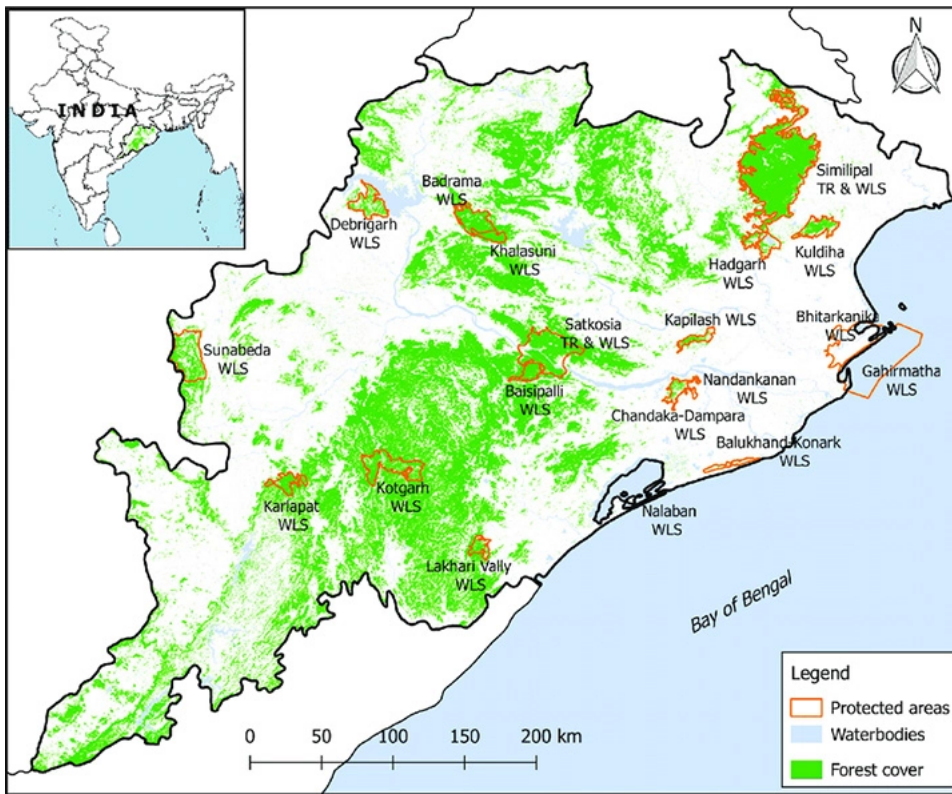 INDIA
N
Similipal
TR & WLS
Badrama
WLS
Debrigarh
WLS
Khalasuni
WLS
Hadgarh
WLS
Kuldiha
WLS
Satkosia
TR & WLS
Kapilash WLS
Bhitarkanika
WLS
Sunabeda
WLS
Gahirmatha
WLS
Baisipalli
WLS
Nandankanan
WLS
Chandaka-Dampara
WLS
Balukhand-Konark
WLS
Karlapat
WLS
Kotgarh
WLS
Nalaban
WLS
Lakhari Vally
WLS
Bay of Bengal
Legend
Protected areas
Waterbodies
Forest cover
0 50 100 150 200 km